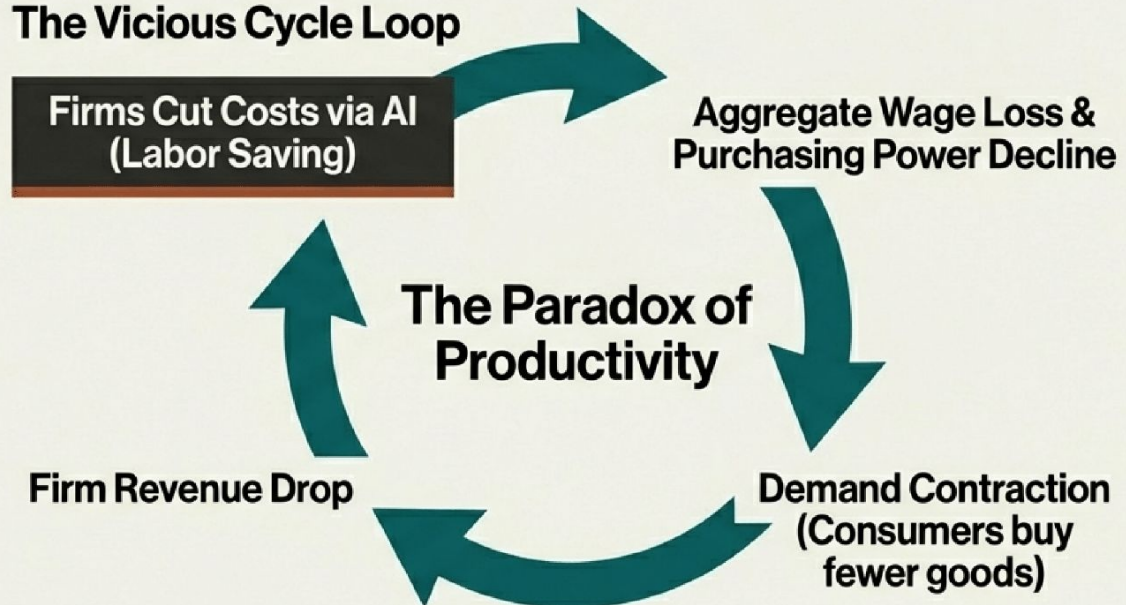 The Vicious Cycle Loop
Firms Cut Costs via AI
(Labor Saving)
Aggregate Wage Loss &
Purchasing Power Decline
The Paradox of
Productivity
Firm Revenue Drop
Demand Contraction
(Consumers buy
fewer goods)